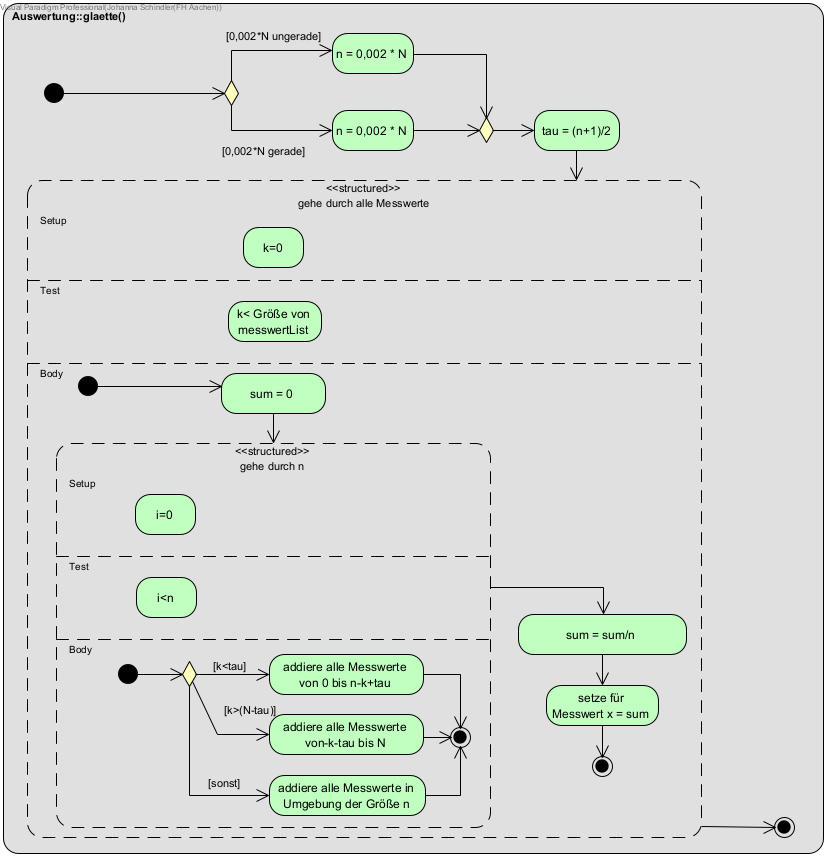 Visual Paradigm Professional(Johanna Schindler(FH Aachen))
Auswertung::glaette()
[0,002*N ungerade]
n = 0,002 * N
n = 0,002 * N
tau = (n+1)/2
[0,002*N gerade]
<<structured>>
gehe durch alle Messwerte
Setup
k=0
Test
k< Größe von
messwertList
Body
sum = 0
<<structured>>
gehe durch n
Setup
i=0
Test
i<n
Body
[k<tau]
addiere alle Messwerte
von 0 bis n-k+tau
[k>(N-tau)]
addiere alle Messwerte
von-k-tau bis N
[sonst]
addiere alle Messwerte in
Umgebung der Größe n
sum = sum/n
setze für
Messwert x = sum